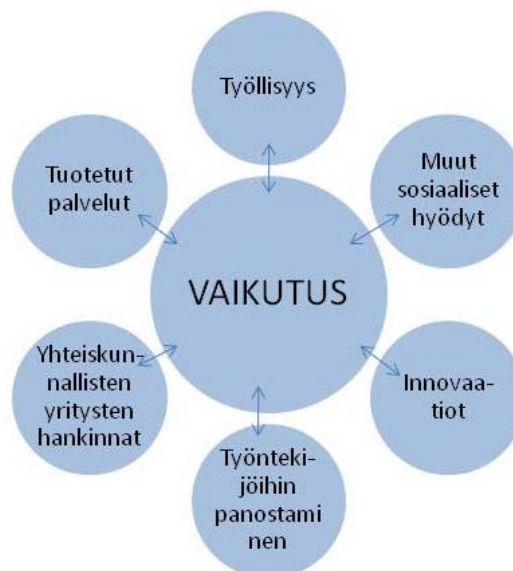 Työllisyys
Muut
sosiaaliset
hyödyt
Innovaa-
tiot
Työnteki-
jöihin
panostami
nen
Yhteiskun-
nallisten
yritysten
hankinnat
Tuotetut
palvelut
VAIKUTUS